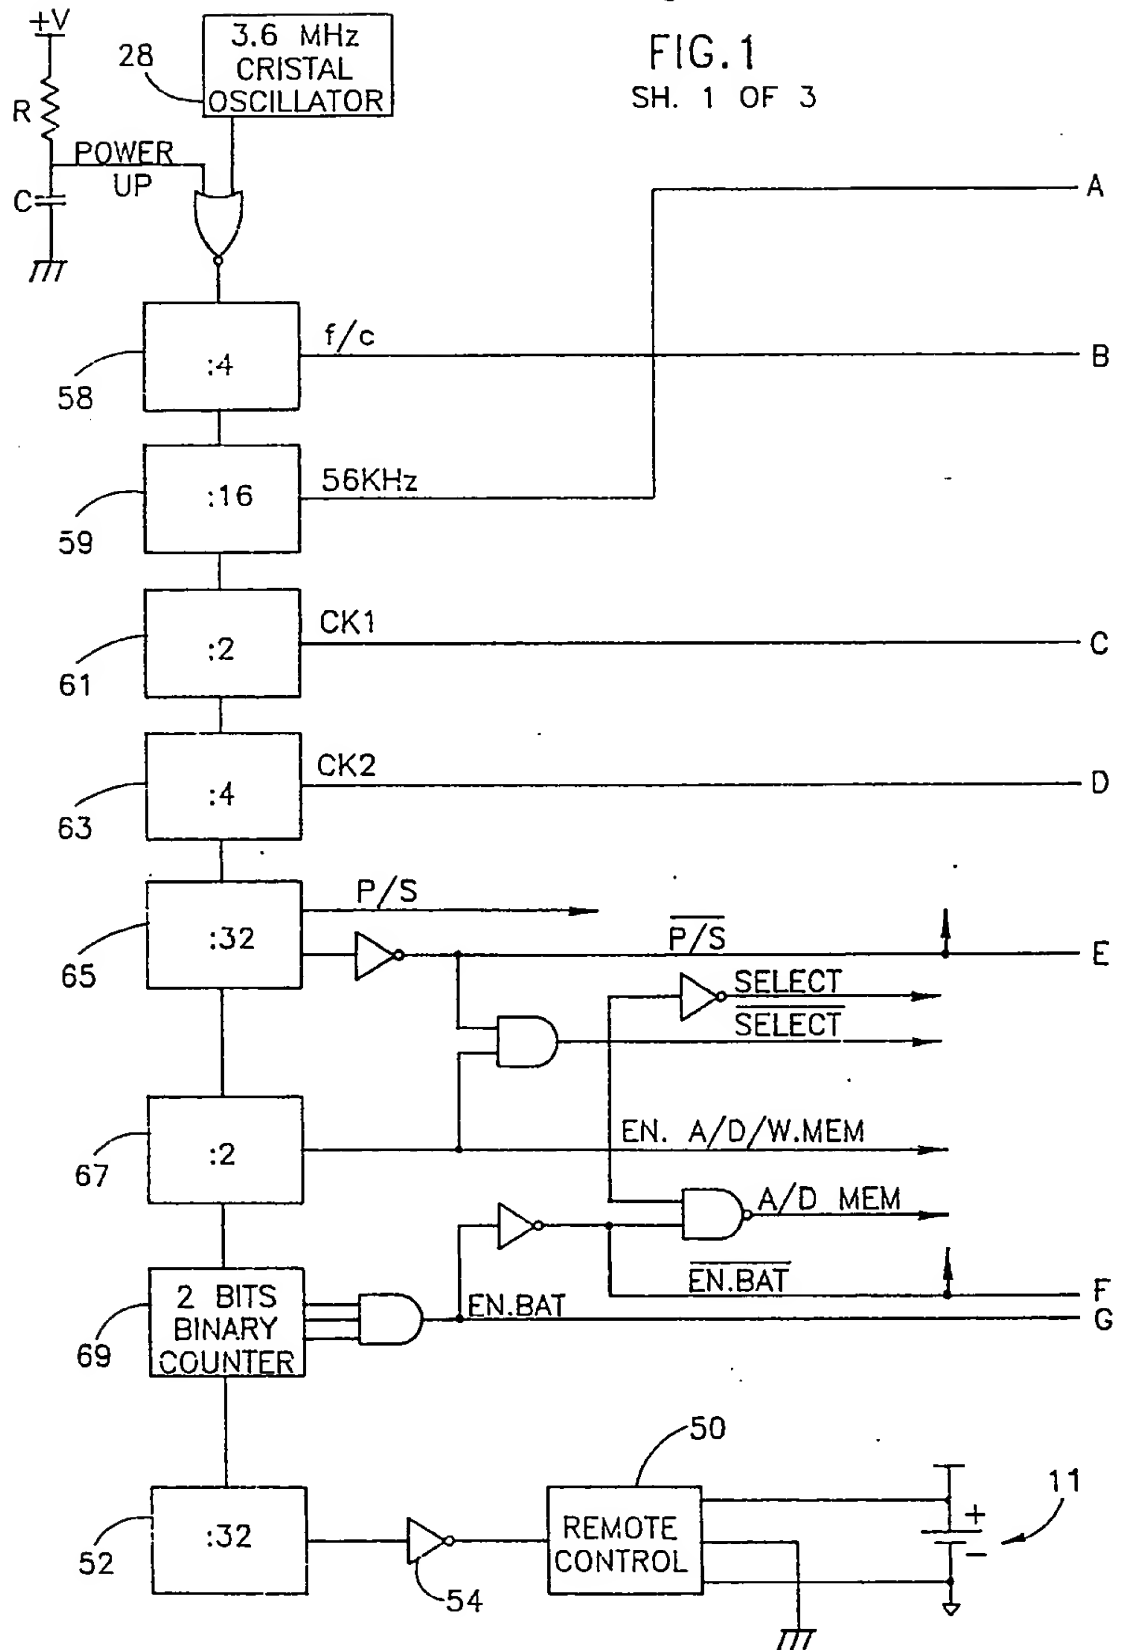 +V
3.6 MHz
CRISTAL
OSCILLATOR
28
FIG.1
SH. 1 OF 3
R
POWER
UP
C
A
:4
f/c
B
58
:16
56KHz
59
:2
CK1
C
61
:4
CK2
D
63
:32
P/S
P/S
E
65
SELECT
SELECT
:2
EN. A/D/W.MEM
67
A/D MEM
EN.BAT
F
2 BITS
BINARY
COUNTER
EN.BAT
G
69
50
11
:32
REMOTE
CONTROL
+
-
52
54